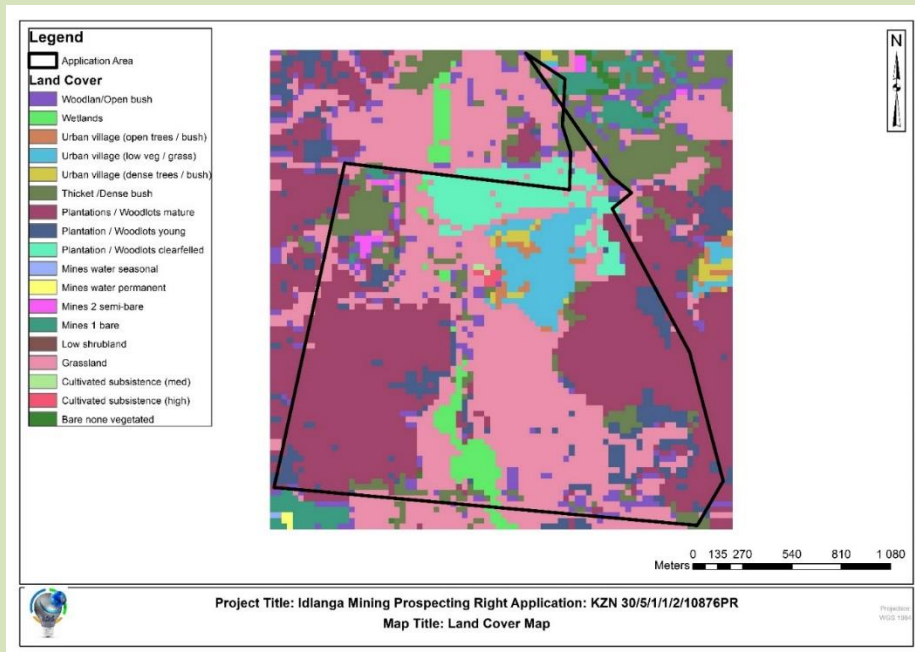 Legend
Application Area
Land Cover
Woodlan/Open bush
Wetlands
Urban village (open trees / bush)
Urban village (low veg / grass)
Urban village (dense trees / bush)
Thicket /Dense bush
Plantations / Woodlots mature
Plantation / Woodlots young
Plantation / Woodlots clearfelled
Mines water seasonal
Mines water permanent
Mines 2 semi-bare
Mines 1 bare
Low shrubland
Grassland
Cultivated subsistence (med)
Cultivated subsistence (high)
Bare none vegetated
N
Meters 0 135 270 540 810 1 080
Project Title: Idlanga Mining Prospecting Right Application: KZN 30/5/1/1/2/10876PR
Map Title: Land Cover Map
Projection
WGS 1984